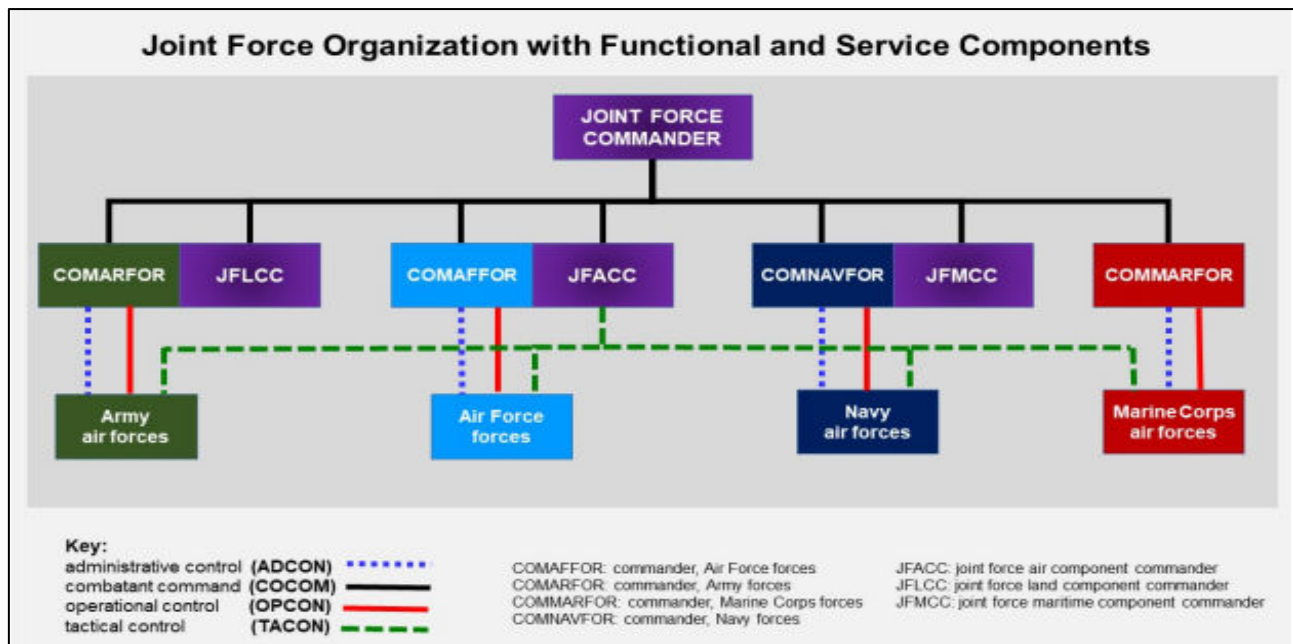 Joint Force Organization with Functional and Service Components
JOINT FORCE
COMMANDER
COMARFOR
JFLCC
COMAFFOR
JFACC
COMNAVFOR
JFMCC
COMMARFOR
Army
air forces
Air Force
forces
Navy
air forces
Marine Corps
air forces
Key:
administrative control (ADCON)
combatant command (COCOM)
operational control (OPCON)
tactical control (TACON)
COMAFFOR: commander, Air Force forces
COMARFOR: commander, Army forces
COMMARFOR: commander, Marine Corps forces
COMNAVFOR: commander, Navy forces
JFACC: joint force air component commander
JFLCC: joint force land component commander
JFMCC: joint force maritime component commander